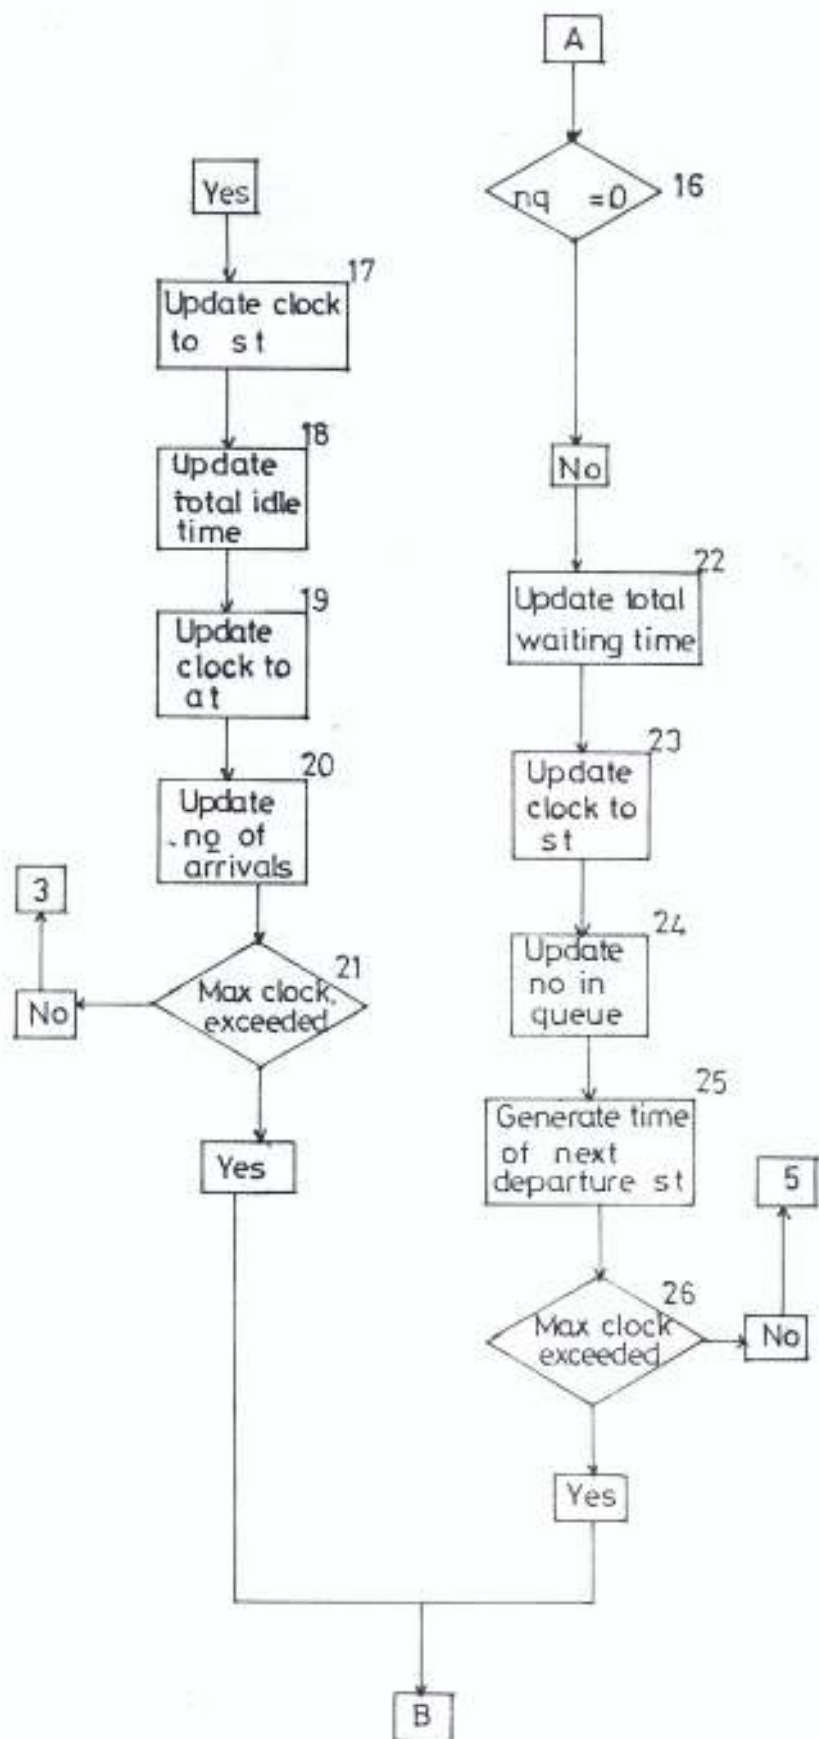 A
nq =0
16
Yes
17
Update clock
to st
18
Update
total idle
time
19
Update
clock to
at
20
Update
no of
arrivals
3
21
No
Max clock
exceeded
Yes
No
22
Update total
waiting time
23
Update
clock to
st
24
Update
no in
queue
25
Generate time
of next
departure st
5
26
Max clock
exceeded
No
Yes
B